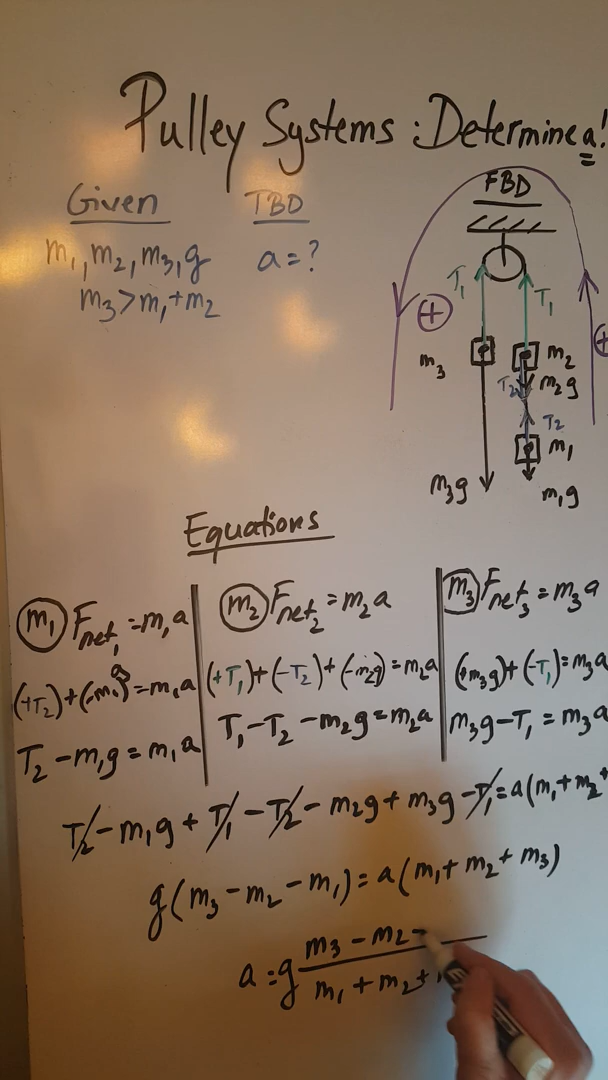 Pulley Systems: Determine a!
Given
TBD
m₁, m₂, m₃, g
a = ?
m₃ > m₁ + m₂
FBD
T₁
T₁
+
+
m₃
m₂
T₂
m₂g
T₂
m₁
m₃g
m₁g
Equations
m₁ Fnet₁ = m₁a
(+T₂) + (-m₁g) = m₁a
T₂ - m₁g = m₁a
m₂ Fnet₂ = m₂a
(+T₁) + (-T₂) + (-m₂g) = m₂a
T₁ - T₂ - m₂g = m₂a
m₃ Fnet₃ = m₃a
(+m₃g) + (-T₁) = m₃a
m₃g - T₁ = m₃a
T₂ - m₁g + T₁ - T₂ - m₂g + m₃g - T₁ = a(m₁ + m₂ +
g(m₃ - m₂ - m₁) = a(m₁ + m₂ + m₃)
a = g m₃ - m₂ -
m₁ + m₂ +